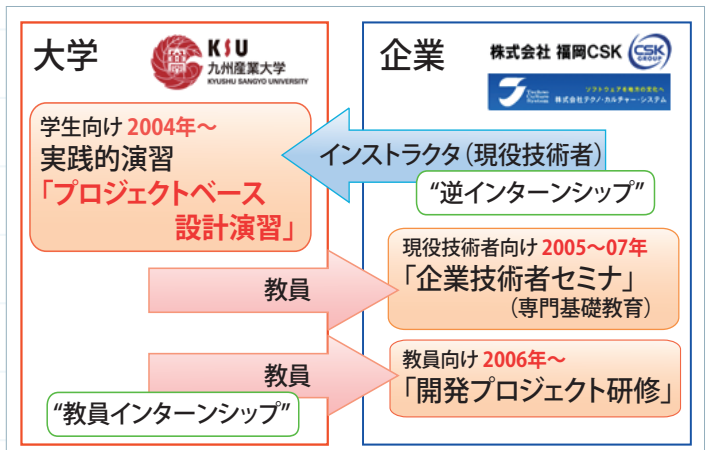 大学
KSU
九州産業大学
KYUSHU SANGYO UNIVERSITY
企業
株式会社 福岡CSK
CSK
GROUP
Techno
Culture
System
ソフトウェアを地方の文化へ
株式会社テクノ・カルチャー・システム
学生向け 2004年～
実践的演習
「プロジェクトベース
設計演習」
インストラクタ（現役技術者）
“逆インターンシップ”
現役技術者向け 2005～07年
「企業技術者セミナ」
（専門基礎教育）
教員
教員向け 2006年～
「開発プロジェクト研修」
教員
“教員インターンシップ”